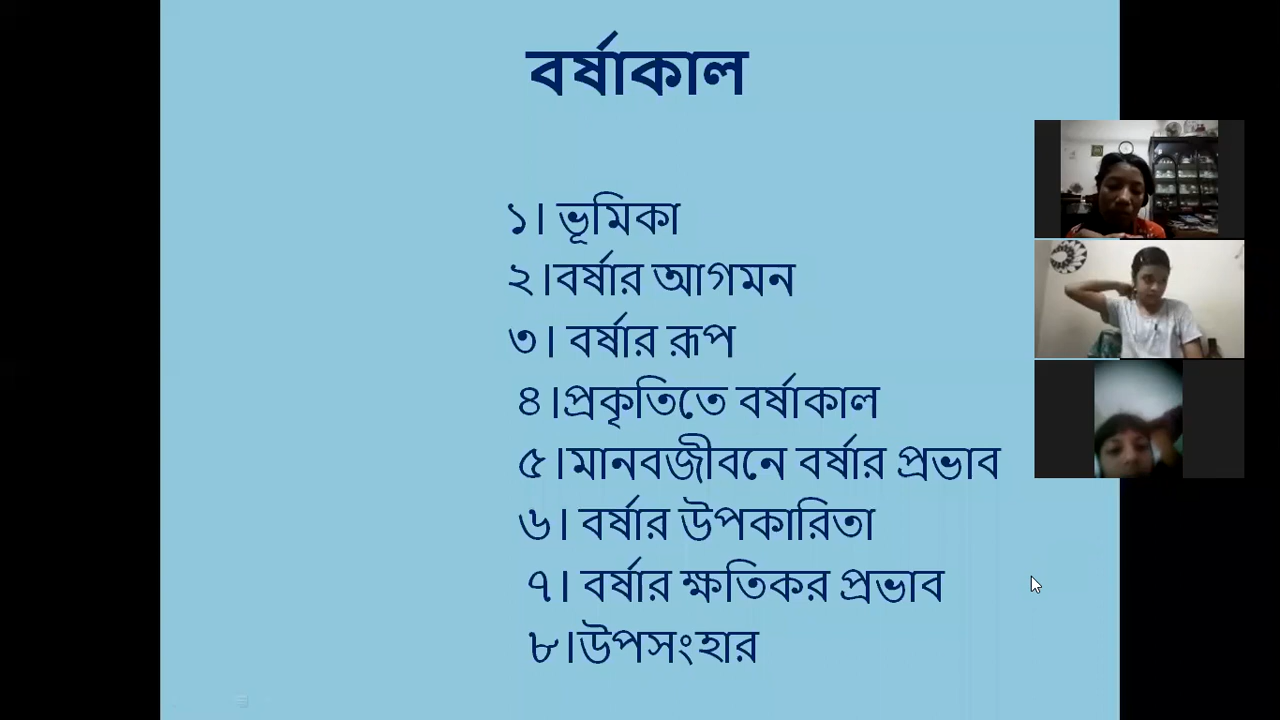 বর্ষাকাল
১। ভূমিকা
২।বর্ষার আগমন
৩। বর্ষার রূপ
৪।প্রকৃতিতে বর্ষাকাল
৫।মানবজীবনে বর্ষার প্রভাব
৬। বর্ষার উপকারিতা
৭। বর্ষার ক্ষতিকর প্রভাব
৮।উপসংহার